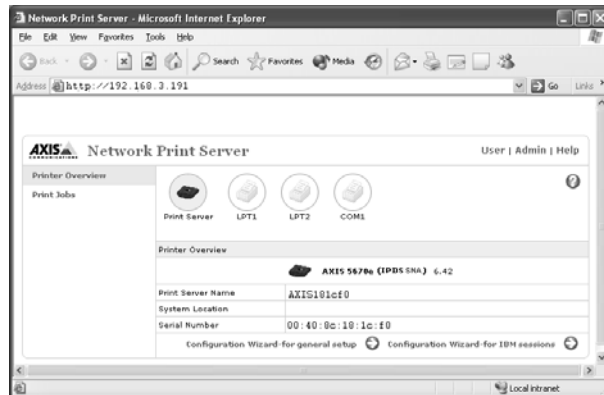 Network Print Server - Microsoft Internet Explorer
File Edit View Favorites Tools Help
Back Search Favorites Media
Address http://192.168.3.191 Go Links
AXIS COMMUNICATIONS Network Print Server User | Admin | Help
Printer Overview
Print Jobs
Print Server LPT1 LPT2 COM1
Printer Overview
AXIS 5670e (IPDS SNA) 6.42
Print Server Name AXIS181cf0
System Location
Serial Number 00:40:8c:18:1c:f0
Configuration Wizard-for general setup Configuration Wizard-for IBM sessions
Local intranet